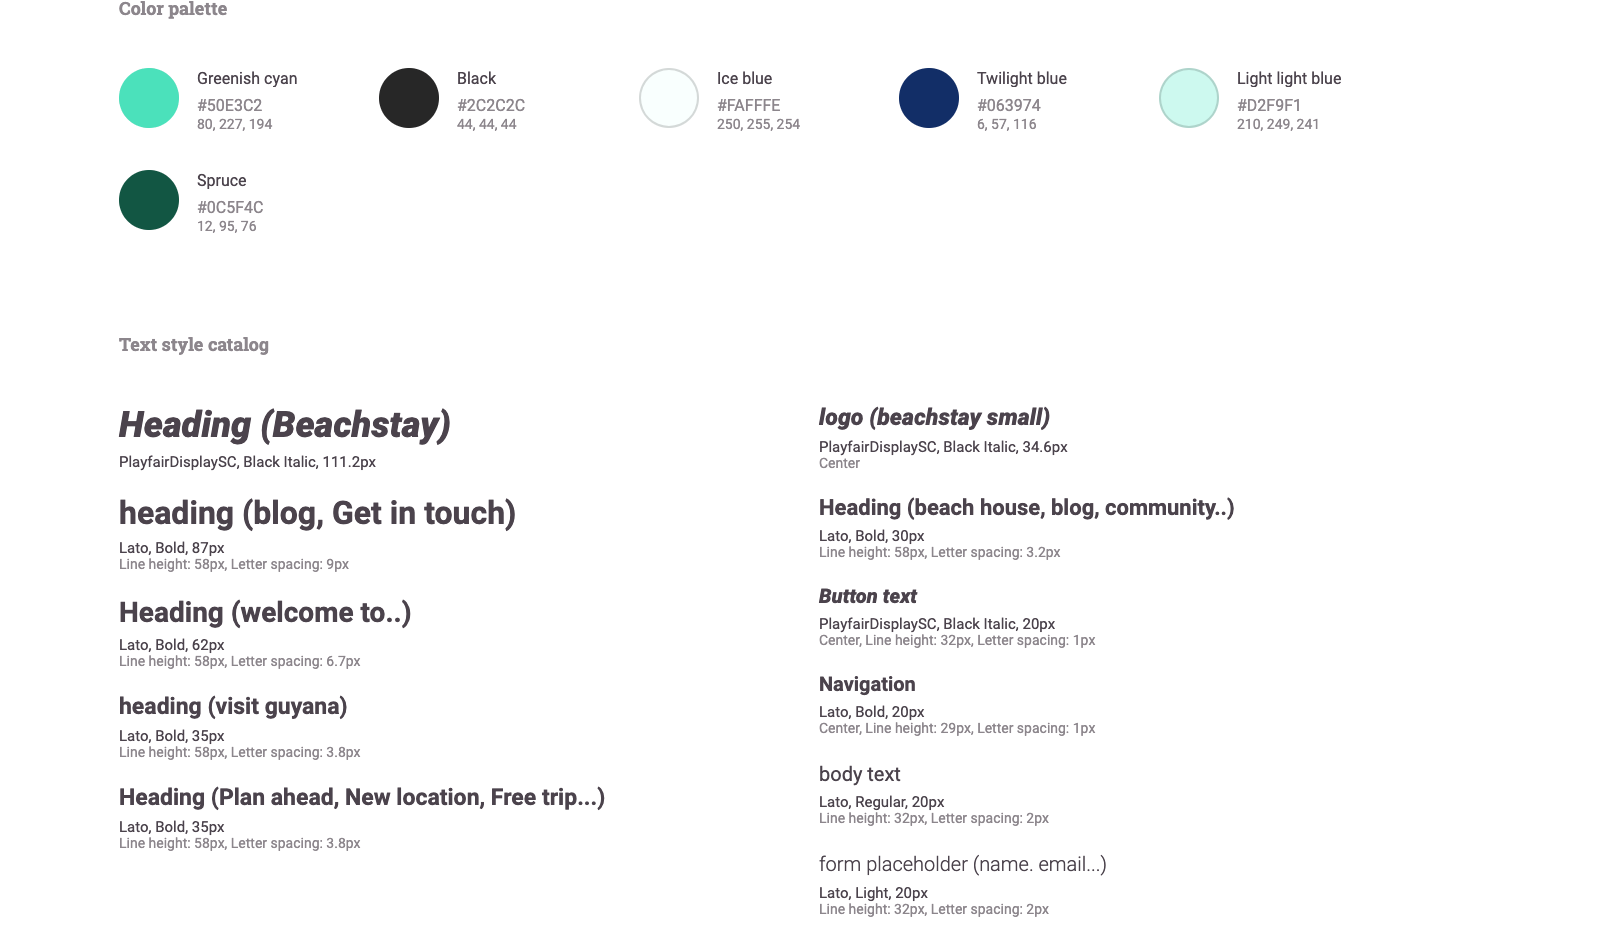 Color palette
Greenish cyan
#50E3C2
80, 227, 194
Black
#2C2C2C
44, 44, 44
Ice blue
#FAFFFE
250, 255, 254
Twilight blue
#063974
6, 57, 116
Light light blue
#D2F9F1
210, 249, 241
Spruce
#0C5F4C
12, 95, 76
Text style catalog
Heading (Beachstay)
PlayfairDisplaySC, Black Italic, 111.2px
heading (blog, Get in touch)
Lato, Bold, 87px
Line height: 58px, Letter spacing: 9px
Heading (welcome to..)
Lato, Bold, 62px
Line height: 58px, Letter spacing: 6.7px
heading (visit guyana)
Lato, Bold, 35px
Line height: 58px, Letter spacing: 3.8px
Heading (Plan ahead, New location, Free trip...)
Lato, Bold, 35px
Line height: 58px, Letter spacing: 3.8px
logo (beachstay small)
PlayfairDisplaySC, Black Italic, 34.6px
Center
Heading (beach house, blog, community..)
Lato, Bold, 30px
Line height: 58px, Letter spacing: 3.2px
Button text
PlayfairDisplaySC, Black Italic, 20px
Center, Line height: 32px, Letter spacing: 1px
Navigation
Lato, Bold, 20px
Center, Line height: 29px, Letter spacing: 1px
body text
Lato, Regular, 20px
Line height: 32px, Letter spacing: 2px
form placeholder (name. email...)
Lato, Light, 20px
Line height: 32px, Letter spacing: 2px